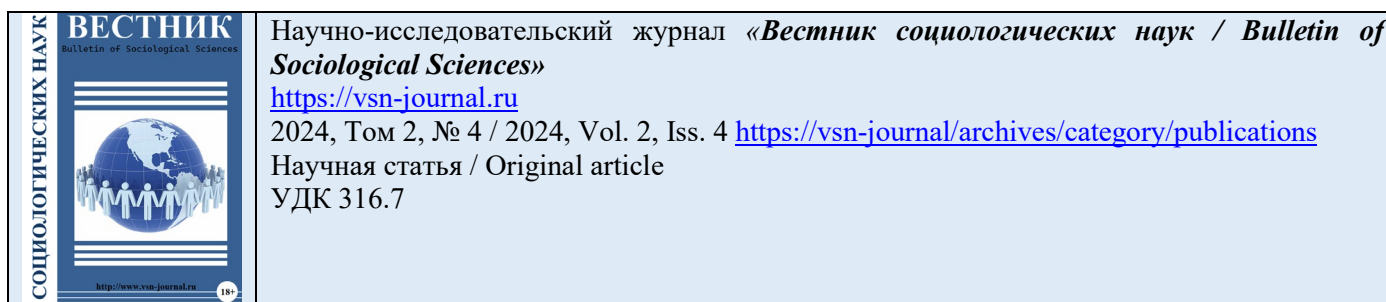 СОЦИОЛОГИЧЕСКИХ НАУК
ВЕСТНИК
Bulletin of Sociological Sciences
http://www.vsn-journal.ru
18+
Научно-исследовательский журнал «Вестник социологических наук / Bulletin of
Sociological Sciences»
https://vsn-journal.ru
2024, Том 2, № 4 / 2024, Vol. 2, Iss. 4 https://vsn-journal/archives/category/publications
Научная статья / Original article
УДК 316.7